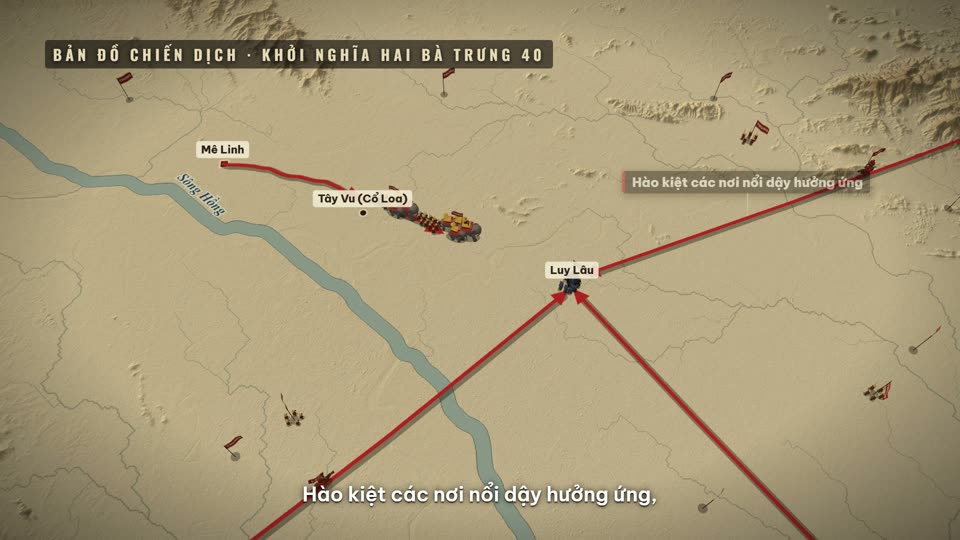 BẢN ĐỒ CHIẾN DỊCH · KHỞI NGHĨA HAI BÀ TRƯNG 40
Mê Linh
Sông Hồng
Tây Vu (Cổ Loa)
Hào kiệt các nơi nổi dậy hưởng ứng
Luy Lâu
Hào kiệt các nơi nổi dậy hưởng ứng,